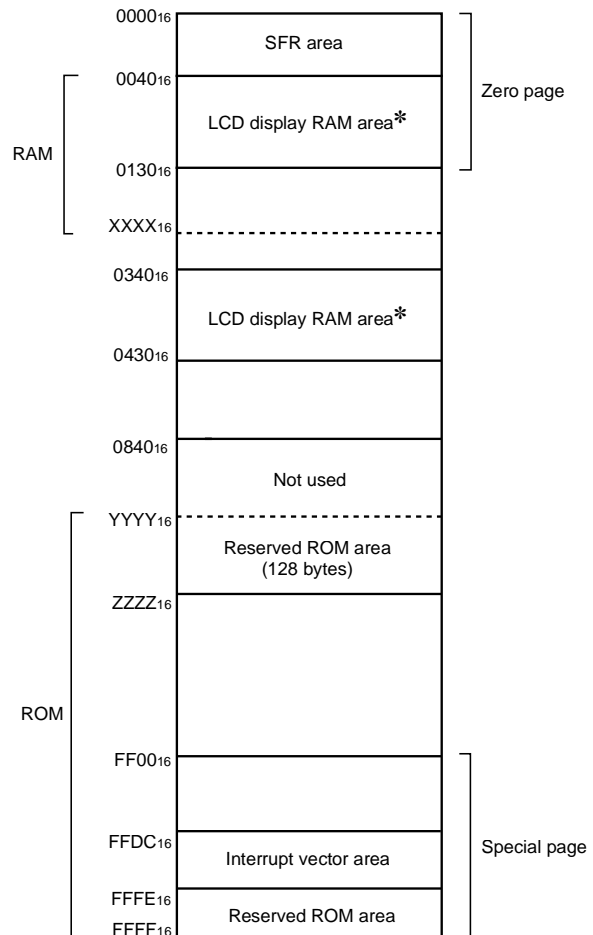 0000₁₆
SFR area
0040₁₆
Zero page
LCD display RAM area*
RAM
0130₁₆
XXXX₁₆
0340₁₆
LCD display RAM area*
0430₁₆
0840₁₆
Not used
YYYY₁₆
Reserved ROM area
(128 bytes)
ZZZZ₁₆
ROM
FF00₁₆
FFDC₁₆
Special page
Interrupt vector area
FFFE₁₆
Reserved ROM area
FFFF₁₆